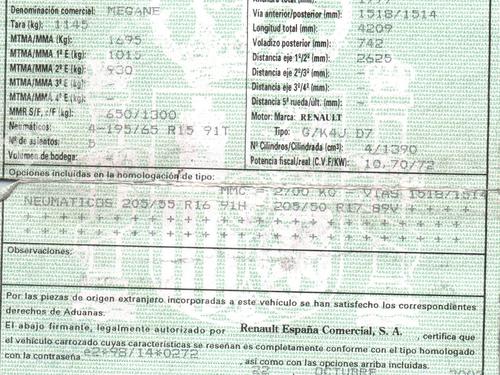 Denominación comercial: MEGANE
Tara (kg): 1145
MTMA/MMA (Kg): 1695
MTMA/MMA 1º E (kg): 1015
MTMA/MMA 2º E (kg): 930
MTMA/MMA 3º E (kg): -
MTMA/MMA 4º E (kg): -
MMR S/F, c/F (kg): 650/1300
Neumáticos: 4-195/65 R15 91T
Nº de asientos: 5
Volumen de bodega: -
Vía anterior/posterior (mm): 1518/1514
Longitud total (mm): 4209
Voladizo posterior (mm): 742
Distancia eje 1º/2º (mm): 2625
Distancia eje 2º/3º (mm): -
Distancia eje 3º/4º (mm): -
Distancia 5ª rueda/últ. (mm): -
Motor: Marca: RENAULT
Tipo: G/K4J D7
Nº Cilindros/Cilindrada (cm³): 4/1390
Potencia fiscal/real (C.V.F/KW): 10,70/72
Opciones incluidas en la homologación de tipo:
MMC = 2700 KG - VIAS 1518/1514
NEUMATICOS 205/55 R16 91H - 205/50 R17 89V + + + +
Observaciones:
Por las piezas de origen extranjero incorporadas a este vehículo se han satisfecho los correspondientes
derechos de Aduanas.
El abajo firmante, legalmente autorizado por Renault España Comercial, S. A. , certifica que
el vehículo carrozado cuyas características se reseñan es completamente conforme con el tipo homologado
con la contraseña e2*98/14*0272 , así como con las opciones arriba incluidas.
22 OCTUBRE